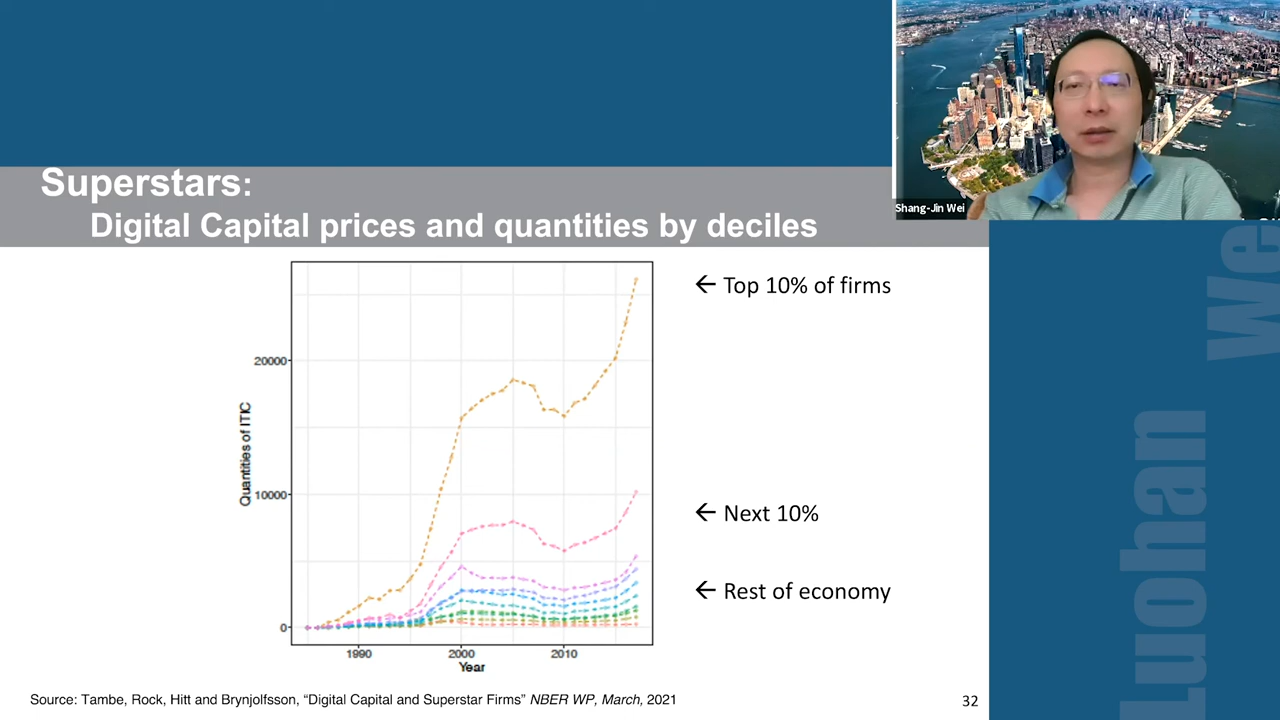 Superstars:
Digital Capital prices and quantities by deciles
Shang-Jin Wei
← Top 10% of firms
← Next 10%
← Rest of economy
20000
10000
0
Quantities of ITIC
1990
2000
2010
Year
Source: Tambe, Rock, Hitt and Brynjolfsson, “Digital Capital and Superstar Firms” NBER WP, March, 2021
32
Luohan
We